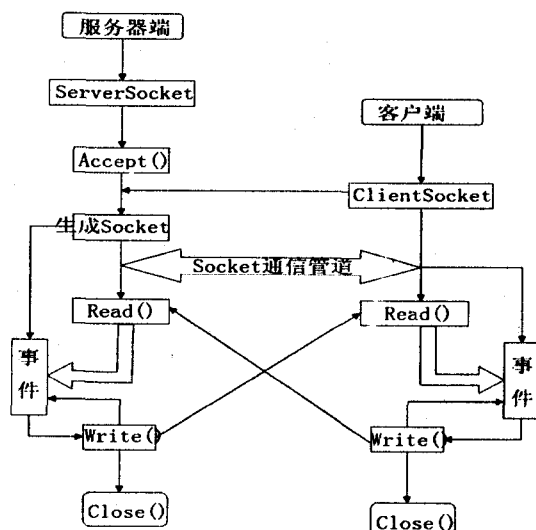 服务器端
ServerSocket
客户端
Accept()
ClientSocket
生成Socket
Socket通信管道
Read()
Read()
事
件
事
件
Write()
Write()
Close()
Close()